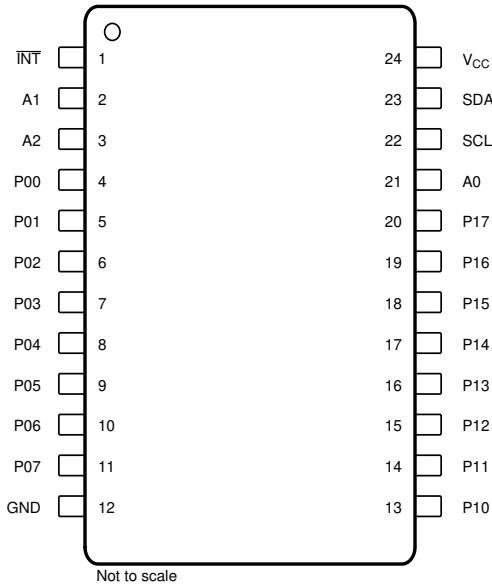 INT 1 24 VCC
A1 2 23 SDA
A2 3 22 SCL
P00 4 21 A0
P01 5 20 P17
P02 6 19 P16
P03 7 18 P15
P04 8 17 P14
P05 9 16 P13
P06 10 15 P12
P07 11 14 P11
GND 12 13 P10
Not to scale